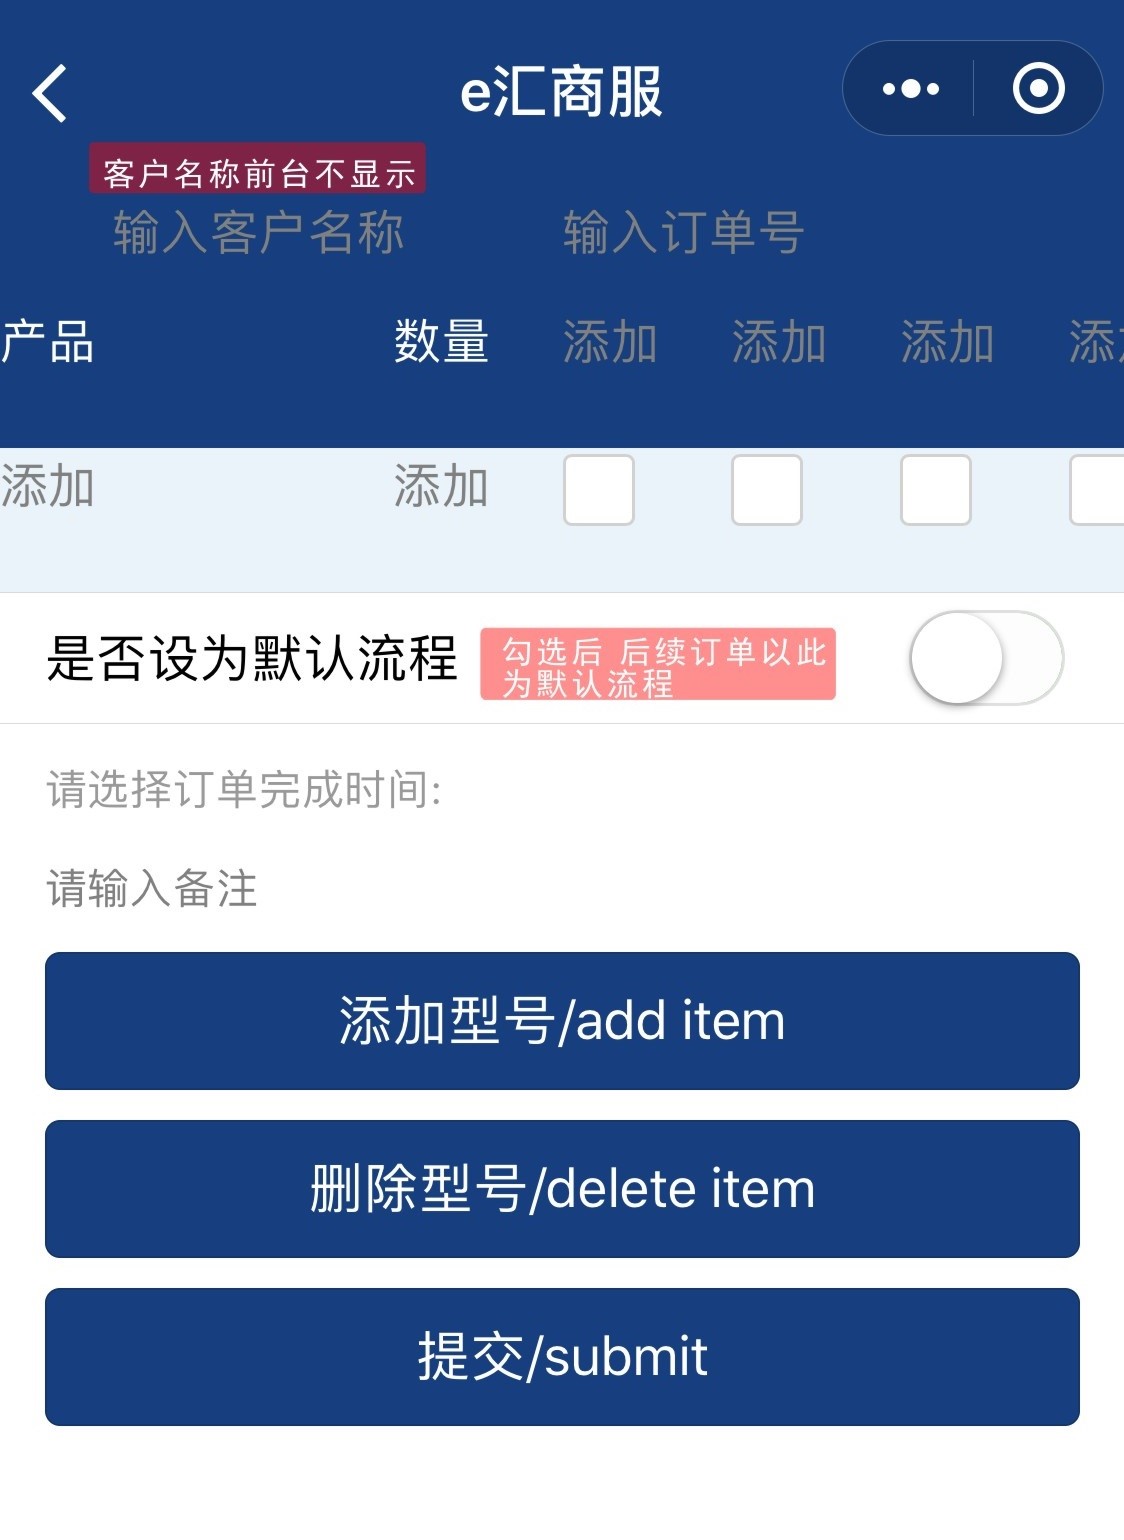 e汇商服
客户名称前台不显示
输入客户名称 输入订单号
产品 数量 添加 添加 添加 添
添加 添加
是否设为默认流程 勾选后 后续订单以此
为默认流程
请选择订单完成时间:
请输入备注
添加型号/add item
删除型号/delete item
提交/submit